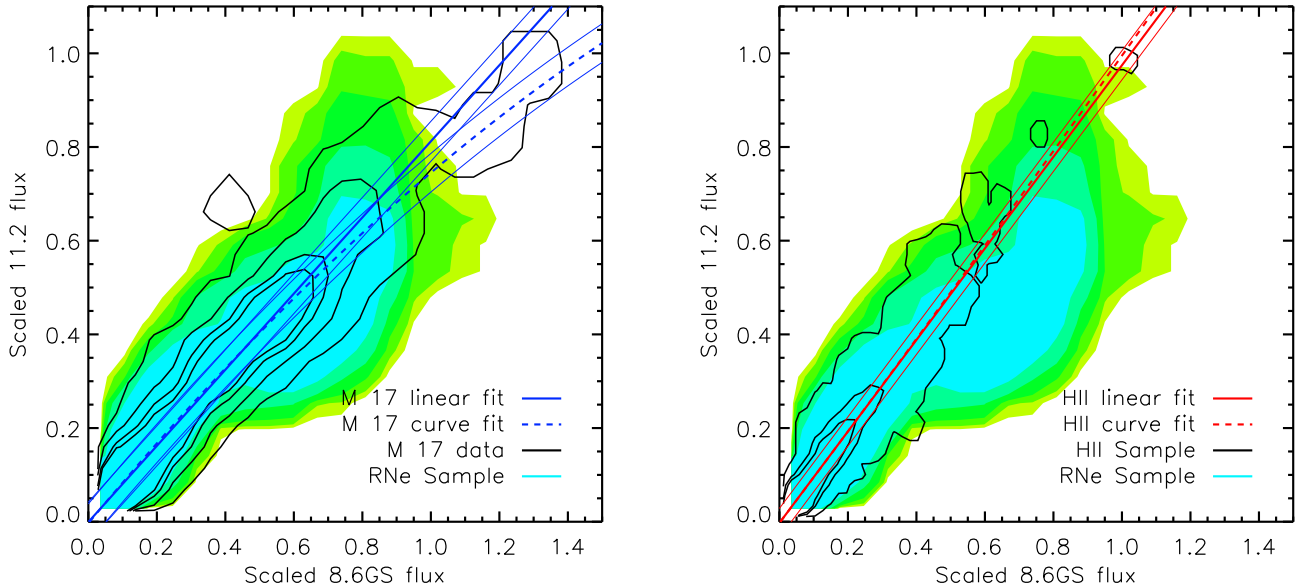 1.0
0.8
0.6
0.4
0.2
0.0
Scaled 11.2 flux
M 17 linear fit
M 17 curve fit
M 17 data
RNe Sample
0.0 0.2 0.4 0.6 0.8 1.0 1.2 1.4
Scaled 8.6GS flux
1.0
0.8
0.6
0.4
0.2
0.0
Scaled 11.2 flux
HII linear fit
HII curve fit
HII Sample
RNe Sample
0.0 0.2 0.4 0.6 0.8 1.0 1.2 1.4
Scaled 8.6GS flux